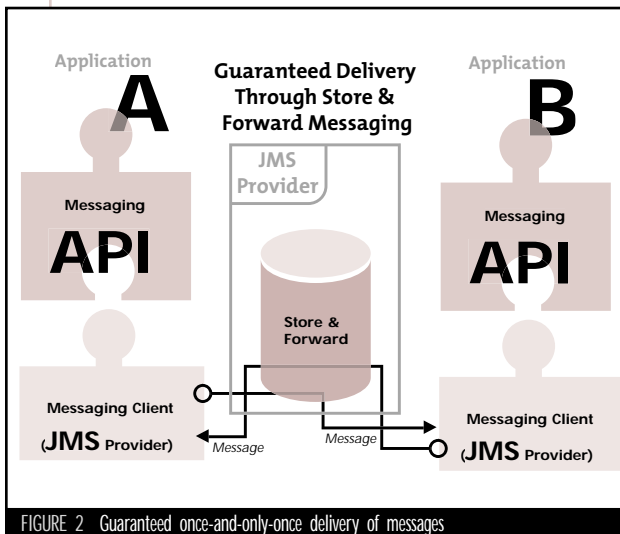 Application
A
Messaging
API
Messaging Client
(JMS Provider)
Guaranteed Delivery
Through Store &
Forward Messaging
JMS
Provider
Store &
Forward
Message
Message
Application
B
Messaging
API
Messaging Client
(JMS Provider)
FIGURE 2 Guaranteed once-and-only-once delivery of messages